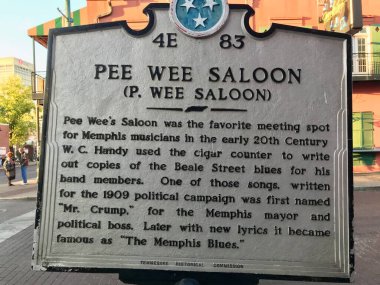 4E 83
PEE WEE SALOON
(P. WEE SALOON)
Pee Wee's Saloon was the favorite meeting spot
for Memphis musicians in the early 20th Century
W. C. Handy used the cigar counter to write
out copies of the Beale Street blues for his
band members. One of those songs, written
for the 1909 political campaign was first named
"Mr. Crump," for the Memphis mayor and
political boss. Later with new lyrics it became
famous as "The Memphis Blues."
TENNESSEE HISTORICAL COMMISSION